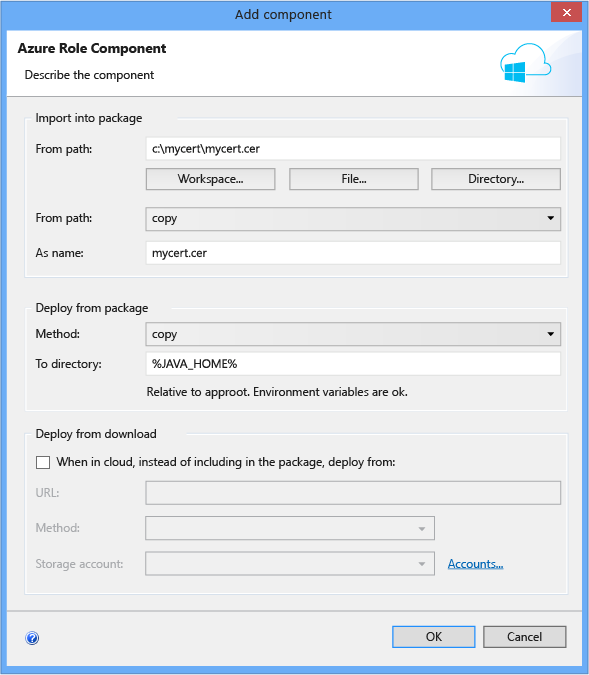 Add component
Azure Role Component
Describe the component
Import into package
From path: c:\mycert\mycert.cer
Workspace... File... Directory...
From path: copy
As name: mycert.cer
Deploy from package
Method: copy
To directory: %JAVA_HOME%
Relative to approot. Environment variables are ok.
Deploy from download
When in cloud, instead of including in the package, deploy from:
URL:
Method:
Storage account: Accounts...
? OK Cancel